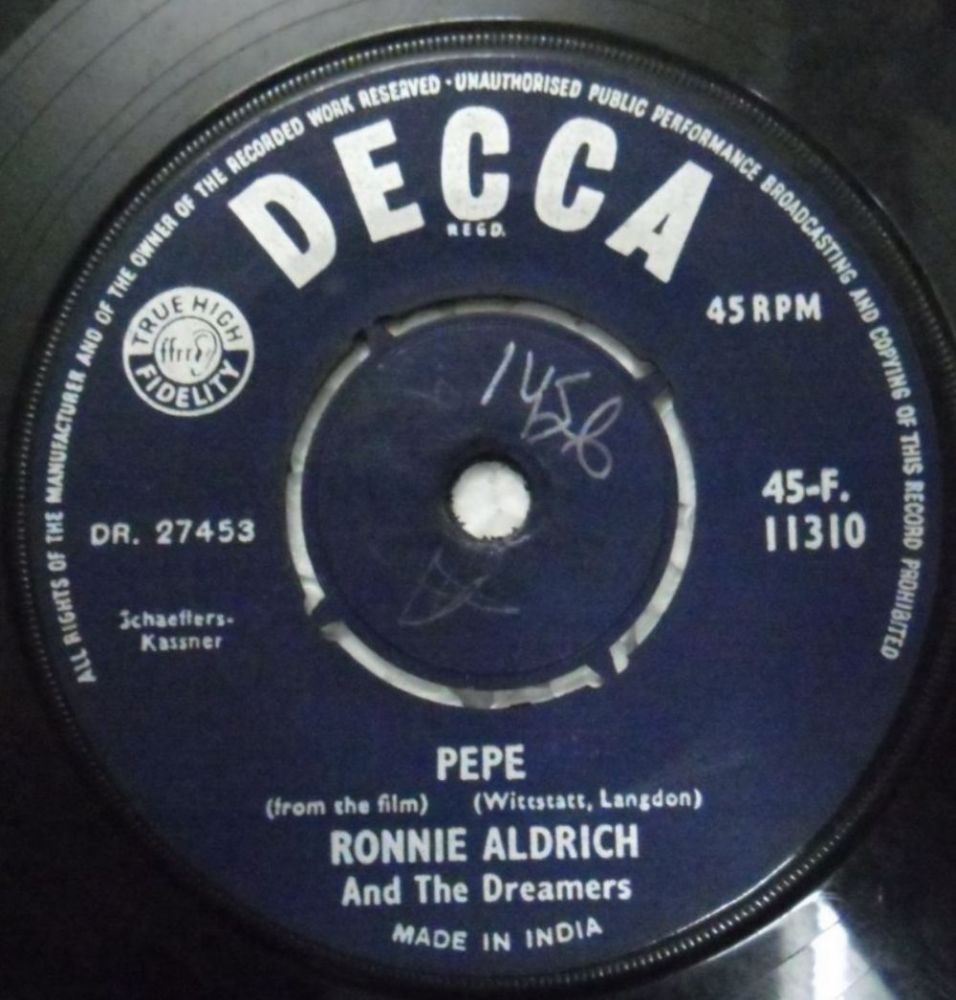 ALL RIGHTS OF THE MANUFACTURER AND OF THE OWNER OF THE RECORDED WORK RESERVED · UNAUTHORISED PUBLIC PERFORMANCE BROADCASTING AND COPYING OF THIS RECORD PROHIBITED
DECCA
REGD.
TRUE HIGH
ffrr
FIDELITY
45 RPM
1458
45-F.
11310
DR. 27453
Schaeffers-
Kassner
PEPE
(from the film) (Wittstatt, Langdon)
RONNIE ALDRICH
And The Dreamers
MADE IN INDIA